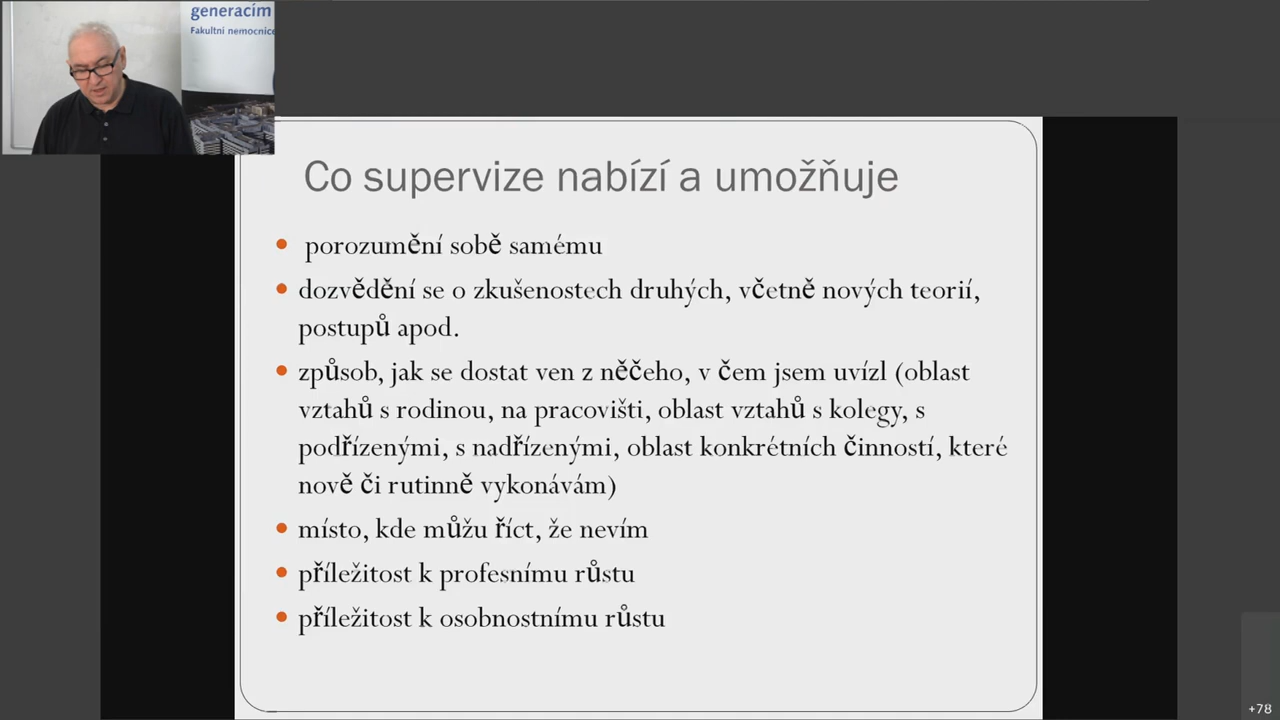 generacím
Fakultní nemocnice
Co supervize nabízí a umožňuje
• porozumění sobě samému
• dozvědění se o zkušenostech druhých, včetně nových teorií,
postupů apod.
• způsob, jak se dostat ven z něčeho, v čem jsem uvízl (oblast
vztahů s rodinou, na pracovišti, oblast vztahů s kolegy, s
podřízenými, s nadřízenými, oblast konkrétních činností, které
nově či rutinně vykonávám)
• místo, kde můžu říct, že nevím
• příležitost k profesnímu růstu
• příležitost k osobnostnímu růstu
+78